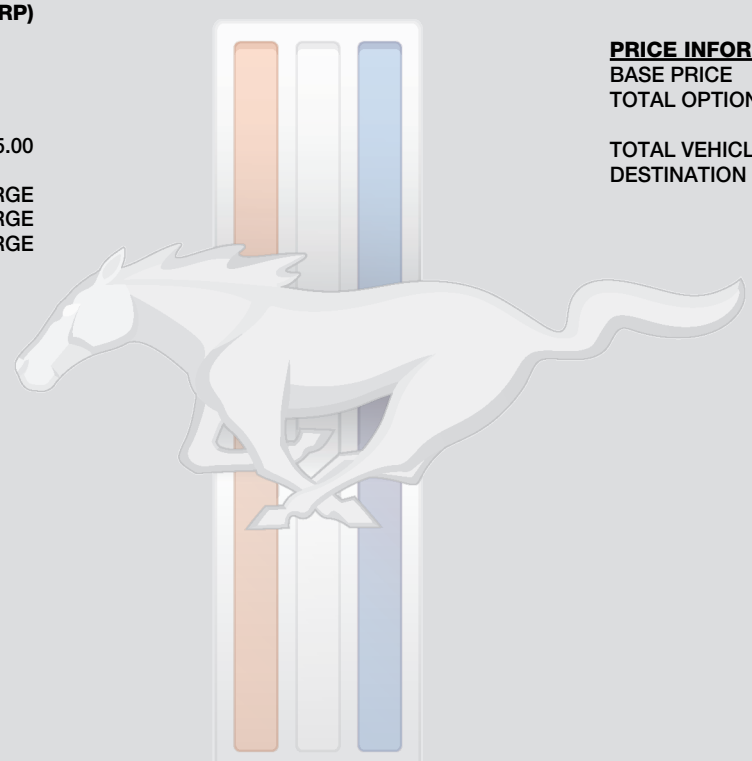 RP)
5.00
RGE
RGE
RGE
PRICE INFOR
BASE PRICE
TOTAL OPTION
TOTAL VEHICL
DESTINATION